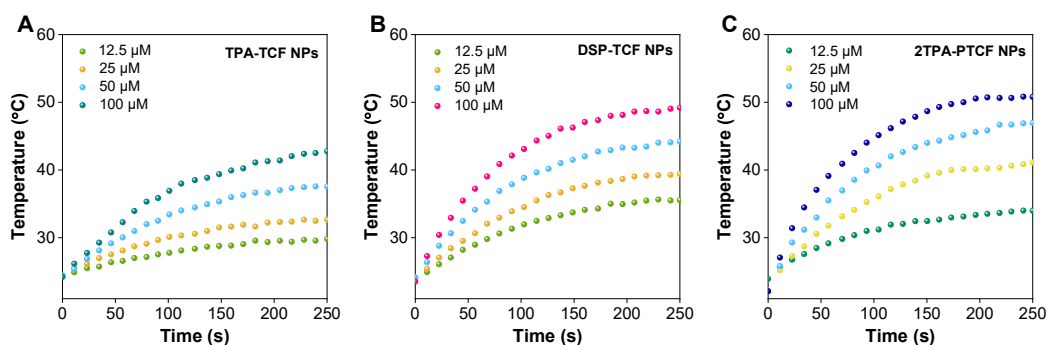 A
60
50
40
30
Temperature (°C)
12.5 µM
25 µM
50 µM
100 µM
TPA-TCF NPs
0 50 100 150 200 250
Time (s)
B
60
50
40
30
Temperature (°C)
12.5 µM
25 µM
50 µM
100 µM
DSP-TCF NPs
0 50 100 150 200 250
Time (s)
C
60
50
40
30
Temperature (°C)
12.5 µM
25 µM
50 µM
100 µM
2TPA-PTCF NPs
0 50 100 150 200 250
Time (s)